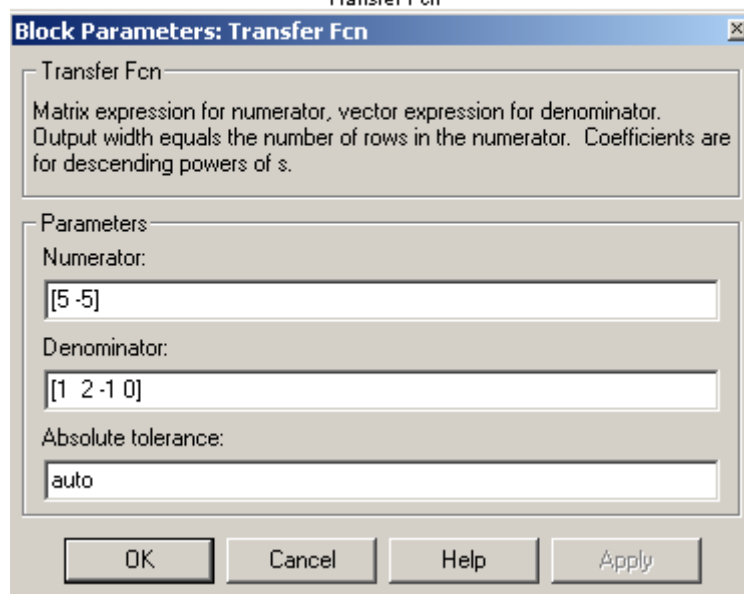 Transfer Fcn
Block Parameters: Transfer Fcn
Transfer Fcn
Matrix expression for numerator, vector expression for denominator.
Output width equals the number of rows in the numerator.  Coefficients are
for descending powers of s.
Parameters
Numerator:
[5 -5]
Denominator:
[1  2 -1 0]
Absolute tolerance:
auto
OK
Cancel
Help
Apply